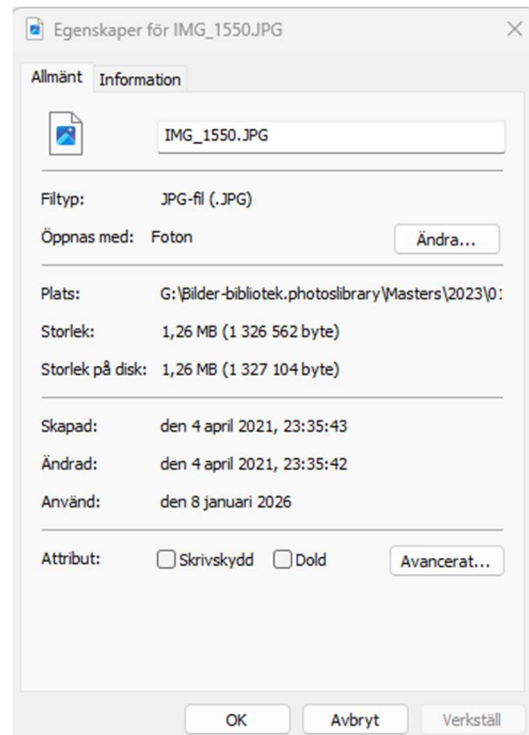 Egenskaper för IMG_1550.JPG
Allmänt Information
IMG_1550.JPG
Filtyp: JPG-fil (.JPG)
Öppnas med: Foton Ändra...
Plats: G:\Bilder-bibliotek.photoslibrary\Masters\2023\01
Storlek: 1,26 MB (1 326 562 byte)
Storlek på disk: 1,26 MB (1 327 104 byte)
Skapad: den 4 april 2021, 23:35:43
Ändrad: den 4 april 2021, 23:35:42
Använd: den 8 januari 2026
Attribut: Skrivskydd Dold Avancerat...
OK Avbryt Verkställ